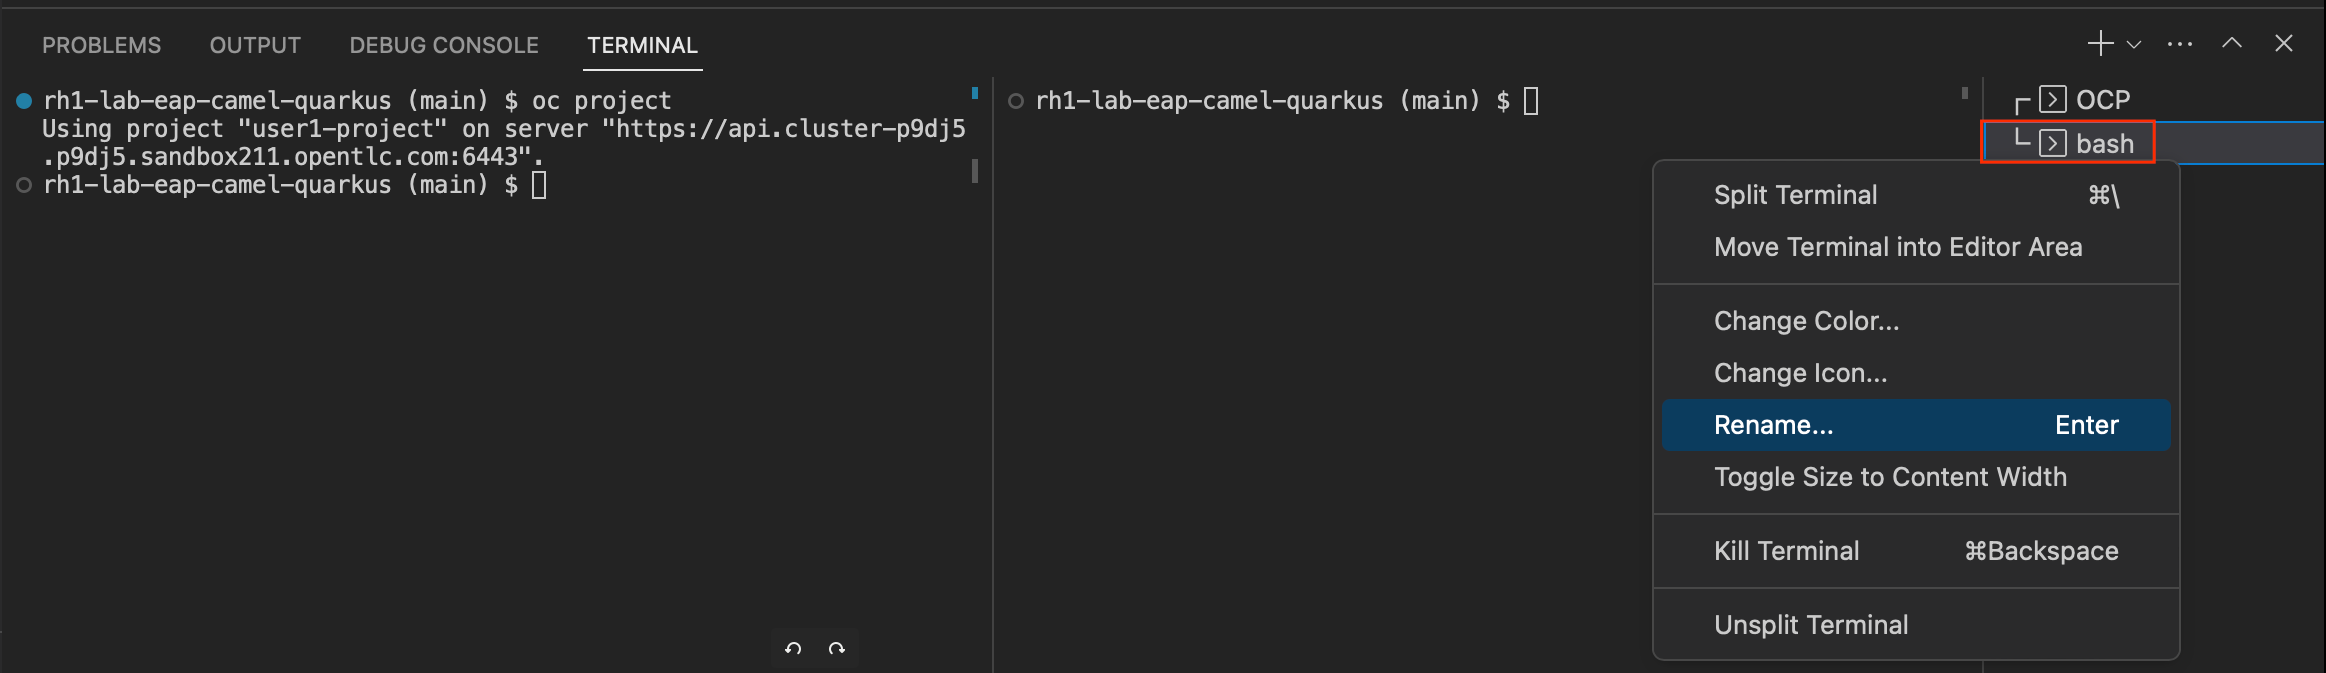 PROBLEMS OUTPUT DEBUG CONSOLE TERMINAL
rh1-lab-eap-camel-quarkus (main) $ oc project
Using project "user1-project" on server "https://api.cluster-p9dj5
.p9dj5.sandbox211.opentlc.com:6443".
rh1-lab-eap-camel-quarkus (main) $
rh1-lab-eap-camel-quarkus (main) $
OCP
bash
Split Terminal ⌘\
Move Terminal into Editor Area
Change Color...
Change Icon...
Rename... Enter
Toggle Size to Content Width
Kill Terminal ⌘Backspace
Unsplit Terminal